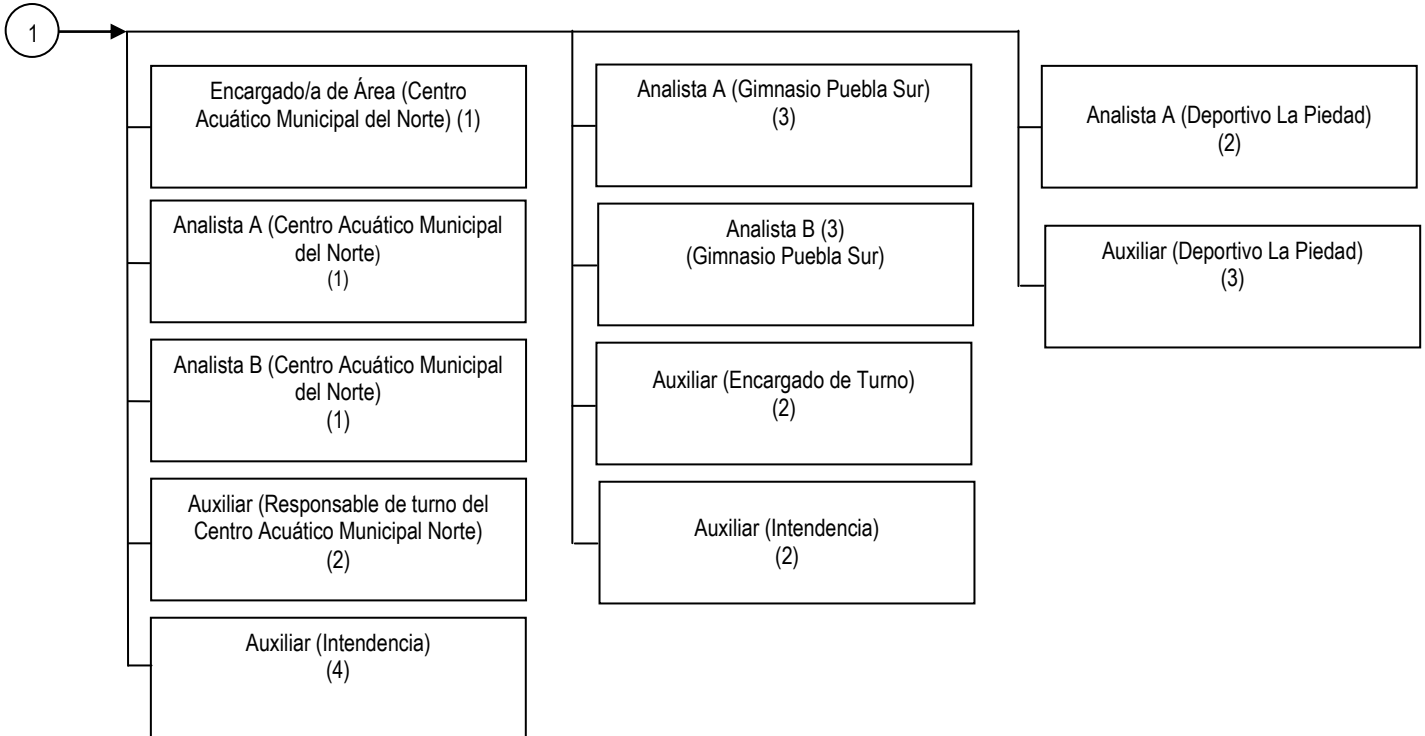 1
Encargado/a de Área (Centro
Acuático Municipal del Norte) (1)
Analista A (Centro Acuático Municipal
del Norte)
(1)
Analista B (Centro Acuático Municipal
del Norte)
(1)
Auxiliar (Responsable de turno del
Centro Acuático Municipal Norte)
(2)
Auxiliar (Intendencia)
(4)
Analista A (Gimnasio Puebla Sur)
(3)
Analista B (3)
(Gimnasio Puebla Sur)
Auxiliar (Encargado de Turno)
(2)
Auxiliar (Intendencia)
(2)
Analista A (Deportivo La Piedad)
(2)
Auxiliar (Deportivo La Piedad)
(3)